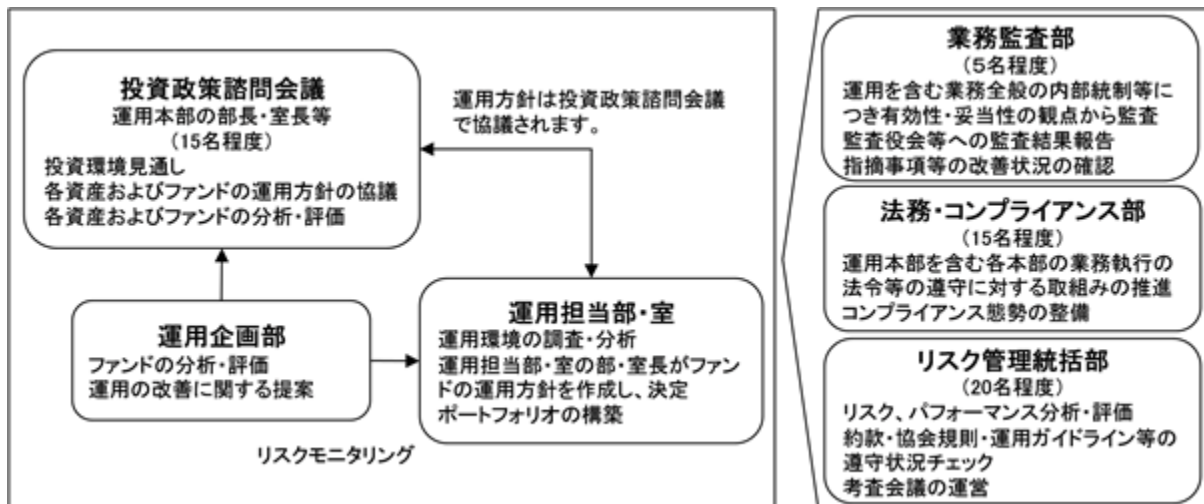 投資政策諮問会議
運用本部の部長・室長等
(15名程度)
投資環境見通し
各資産およびファンドの運用方針の協議
各資産およびファンドの分析・評価
運用方針は投資政策諮問会議
で協議されます。
運用企画部
ファンドの分析・評価
運用の改善に関する提案
運用担当部・室
運用環境の調査・分析
運用担当部・室の部・室長がファン
ドの運用方針を作成し、決定
ポートフォリオの構築
リスクモニタリング
業務監査部
(5名程度)
運用を含む業務全般の内部統制等に
つき有効性・妥当性の観点から監査
監査役会等への監査結果報告
指摘事項等の改善状況の確認
法務・コンプライアンス部
(15名程度)
運用本部を含む各本部の業務執行の
法令等の遵守に対する取組みの推進
コンプライアンス態勢の整備
リスク管理統括部
(20名程度)
リスク、パフォーマンス分析・評価
約款・協会規則・運用ガイドライン等の
遵守状況チェック
考査会議の運営